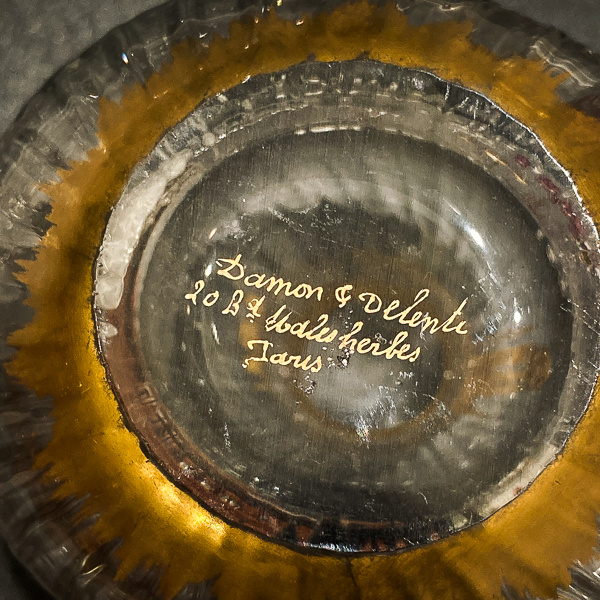 Damon & Delente
20 Bd Malesherbes
Paris